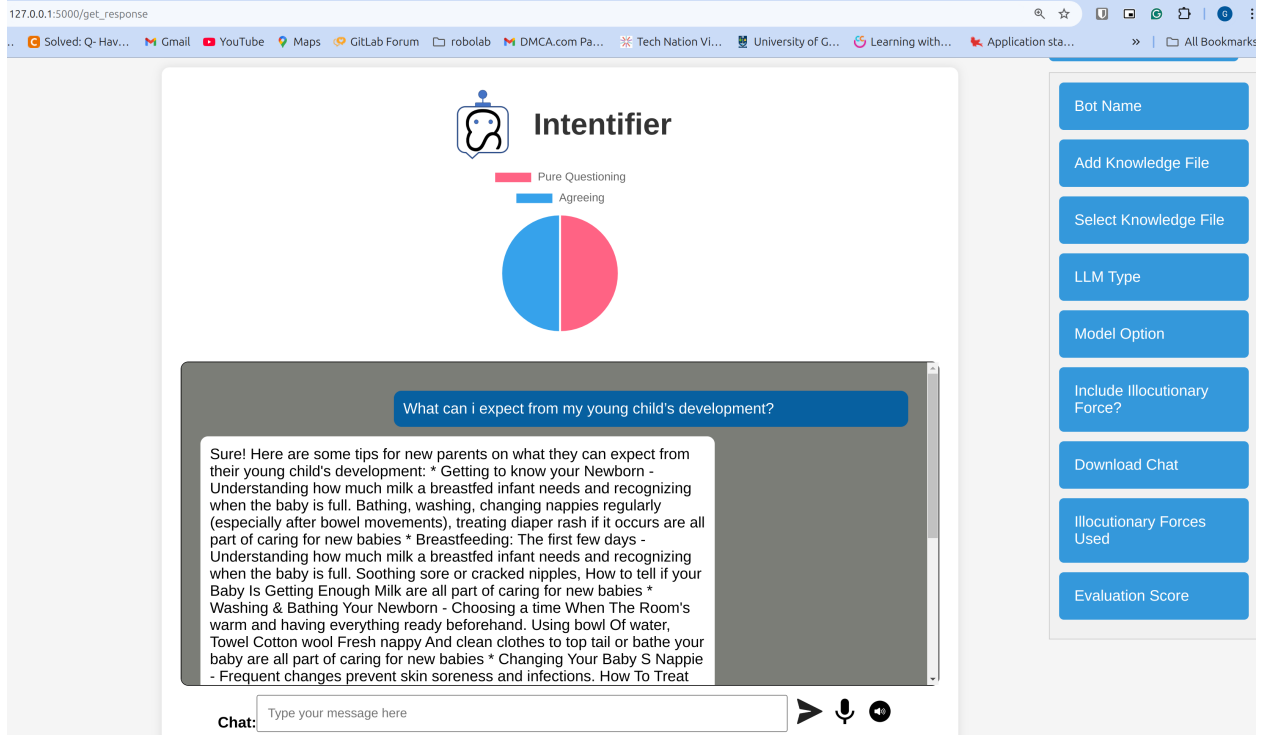 127.0.0.1:5000/get_response
.. Solved: Q- Hav... Gmail YouTube Maps GitLab Forum robolab DMCA.com Pa... Tech Nation Vi... University of G... Learning with... Application sta... » All Bookmarks
Intentifier
Pure Questioning
Agreeing
What can i expect from my young child's development?
Sure! Here are some tips for new parents on what they can expect from
their young child's development: * Getting to know your Newborn -
Understanding how much milk a breastfed infant needs and recognizing
when the baby is full. Bathing, washing, changing nappies regularly
(especially after bowel movements), treating diaper rash if it occurs are all
part of caring for new babies * Breastfeeding: The first few days -
Understanding how much milk a breastfed infant needs and recognizing
when the baby is full. Soothing sore or cracked nipples, How to tell if your
Baby Is Getting Enough Milk are all part of caring for new babies *
Washing & Bathing Your Newborn - Choosing a time When The Room's
warm and having everything ready beforehand. Using bowl Of water,
Towel Cotton wool Fresh nappy And clean clothes to top tail or bathe your
baby are all part of caring for new babies * Changing Your Baby S Nappie
- Frequent changes prevent skin soreness and infections. How To Treat
Chat: Type your message here
Bot Name
Add Knowledge File
Select Knowledge File
LLM Type
Model Option
Include Illocutionary
Force?
Download Chat
Illocutionary Forces
Used
Evaluation Score